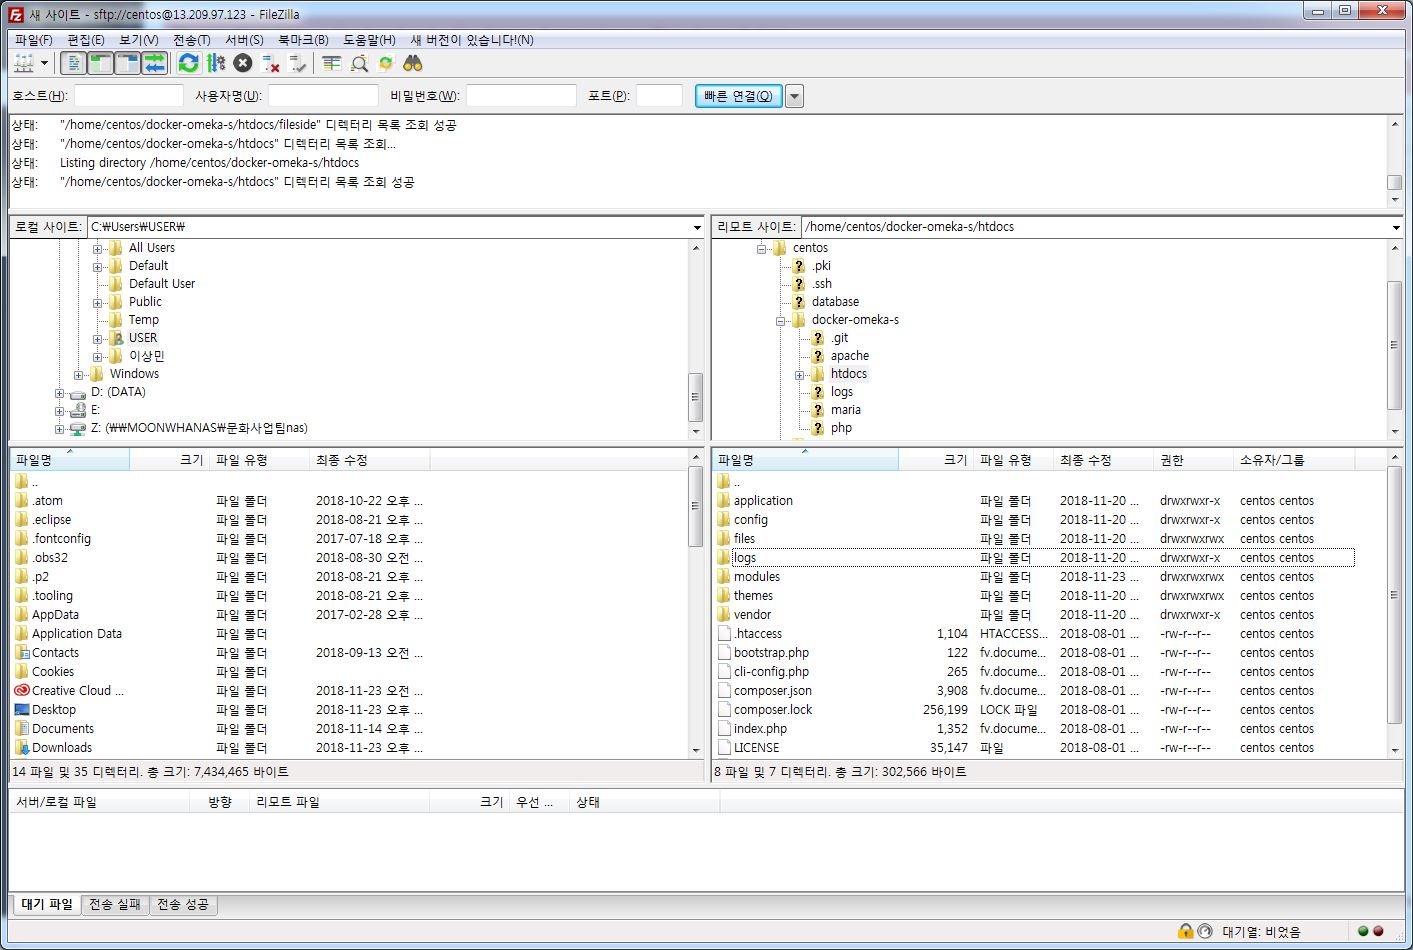 새 사이트 - sftp://centos@13.209.97.123 - FileZilla
파일(F) 편집(E) 보기(V) 전송(T) 서버(S) 북마크(B) 도움말(H) 새 버전이 있습니다!(N)
호스트(H): 사용자명(U): 비밀번호(W): 포트(P): 빠른 연결(Q)
상태: "/home/centos/docker-omeka-s/htdocs/fileside" 디렉터리 목록 조회 성공
상태: "/home/centos/docker-omeka-s/htdocs" 디렉터리 목록 조회...
상태: Listing directory /home/centos/docker-omeka-s/htdocs
상태: "/home/centos/docker-omeka-s/htdocs" 디렉터리 목록 조회 성공
로컬 사이트: C:₩Users₩USER₩
All Users
Default
Default User
Public
Temp
USER
이상민
Windows
D: (DATA)
E:
Z: (₩₩MOONWHANAS₩문화사업팀nas)
리모트 사이트: /home/centos/docker-omeka-s/htdocs
centos
.pki
.ssh
database
docker-omeka-s
.git
apache
htdocs
logs
maria
php
파일명 크기 파일 유형 최종 수정
..
.atom 파일 폴더 2018-10-22 오후 ...
.eclipse 파일 폴더 2018-08-21 오후 ...
.fontconfig 파일 폴더 2017-07-18 오후 ...
.obs32 파일 폴더 2018-08-30 오전 ...
.p2 파일 폴더 2018-08-21 오후 ...
.tooling 파일 폴더 2018-08-21 오후 ...
AppData 파일 폴더 2017-02-28 오후 ...
Application Data 파일 폴더
Contacts 파일 폴더 2018-09-13 오전 ...
Cookies 파일 폴더
Creative Cloud ... 파일 폴더 2018-11-23 오전 ...
Desktop 파일 폴더 2018-11-23 오후 ...
Documents 파일 폴더 2018-11-14 오후 ...
Downloads 파일 폴더 2018-11-23 오후 ...
14 파일 및 35 디렉터리. 총 크기: 7,434,465 바이트
파일명 크기 파일 유형 최종 수정 권한 소유자/그룹
..
application 파일 폴더 2018-11-20 ... drwxrwxr-x centos centos
config 파일 폴더 2018-11-20 ... drwxrwxr-x centos centos
files 파일 폴더 2018-11-20 ... drwxrwxrwx centos centos
logs 파일 폴더 2018-11-20 ... drwxrwxr-x centos centos
modules 파일 폴더 2018-11-23 ... drwxrwxrwx centos centos
themes 파일 폴더 2018-11-20 ... drwxrwxrwx centos centos
vendor 파일 폴더 2018-11-20 ... drwxrwxr-x centos centos
.htaccess 1,104 HTACCESS... 2018-08-01 ... -rw-r--r-- centos centos
bootstrap.php 122 fv.docume... 2018-08-01 ... -rw-r--r-- centos centos
cli-config.php 265 fv.docume... 2018-08-01 ... -rw-r--r-- centos centos
composer.json 3,908 fv.docume... 2018-08-01 ... -rw-r--r-- centos centos
composer.lock 256,199 LOCK 파일 2018-08-01 ... -rw-r--r-- centos centos
index.php 1,352 fv.docume... 2018-08-01 ... -rw-r--r-- centos centos
LICENSE 35,147 파일 2018-08-01 ... -rw-r--r-- centos centos
8 파일 및 7 디렉터리. 총 크기: 302,566 바이트
서버/로컬 파일 방향 리모트 파일 크기 우선 ... 상태
대기 파일 전송 실패 전송 성공
대기열: 비었음